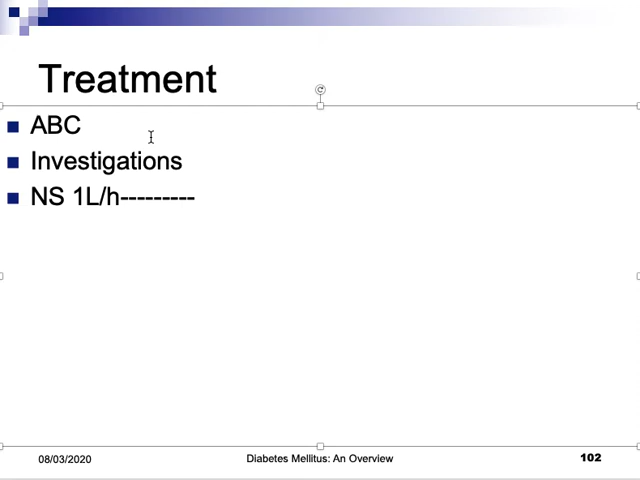 Treatment
ABC
Investigations
NS 1L/h---------
08/03/2020
Diabetes Mellitus: An Overview
102